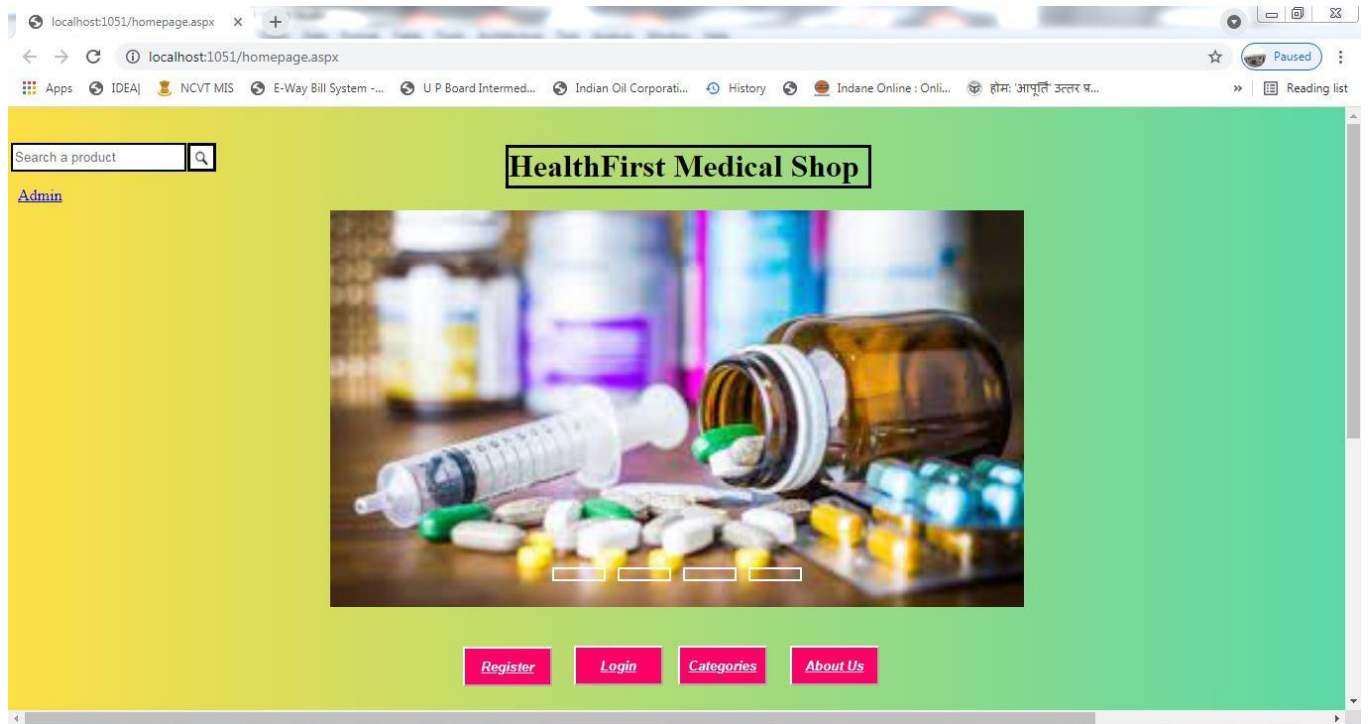 localhost:1051/homepage.aspx
localhost:1051/homepage.aspx
Paused
Apps IDEA| NCVT MIS E-Way Bill System -... U P Board Intermed... Indian Oil Corporati... History Indane Online : Onli... होम: 'आपूर्ति' उत्तर प्र... » Reading list
Search a product
HealthFirst Medical Shop
Admin
Register Login Categories About Us